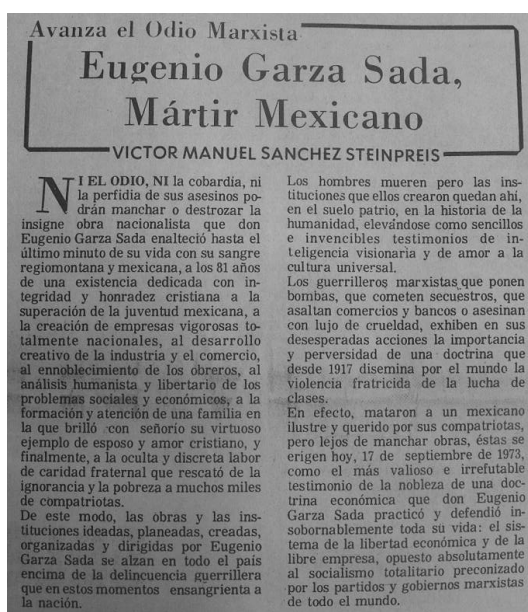 Avanza el Odio Marxista
Eugenio Garza Sada,
Mártir Mexicano
VICTOR MANUEL SANCHEZ STEINPREIS
NI EL ODIO, NI la cobardía, ni
la perfidia de sus asesinos po-
drán manchar o destrozar la
insigne obra nacionalista que don
Eugenio Garza Sada enalteció hasta el
último minuto de su vida con su sangre
regiomontana y mexicana, a los 81 años
de una existencia dedicada con in-
tegridad y honradez cristiana a la
superación de la juventud mexicana, a
la creación de empresas vigorosas to-
talmente nacionales, al desarrollo
creativo de la industria y el comercio,
al ennoblecimiento de los obreros, al
análisis humanista y libertario de los
problemas sociales y económicos, a la
formación y atención de una familia en
la que brilló con señorío su virtuoso
ejemplo de esposo y amor cristiano, y
finalmente, a la oculta y discreta labor
de caridad fraternal que rescató de la
ignorancia y la pobreza a muchos miles
de compatriotas.
De este modo, las obras y las ins-
tituciones ideadas, planeadas, creadas,
organizadas y dirigidas por Eugenio
Garza Sada se alzan en todo el país
encima de la delincuencia guerrillera
que en estos momentos ensangrienta a
la nación.
Los hombres mueren pero las ins-
tituciones que ellos crearon quedan ahí,
en el suelo patrio, en la historia de la
humanidad, elevándose como sencillos
e invencibles testimonios de in-
teligencia visionaria y de amor a la
cultura universal.
Los guerrilleros marxistas que ponen
bombas, que cometen secuestros, que
asaltan comercios y bancos o asesinan
con lujo de crueldad, exhiben en sus
desesperadas acciones la importancia
y perversidad de una doctrina que
desde 1917 disemina por el mundo la
violencia fratricida de la lucha de
clases.
En efecto, mataron a un mexicano
ilustre y querido por sus compatriotas,
pero lejos de manchar obras, éstas se
erigen hoy, 17 de septiembre de 1973,
como el más valioso e irrefutable
testimonio de la nobleza de una doc-
trina económica que don Eugenio
Garza Sada practicó y defendió in-
sobornablemente toda su vida: el sis-
tema de la libertad económica y de la
libre empresa, opuesto absolutamente
al socialismo totalitario preconizado
por los partidos y gobiernos marxistas
de todo el mundo.